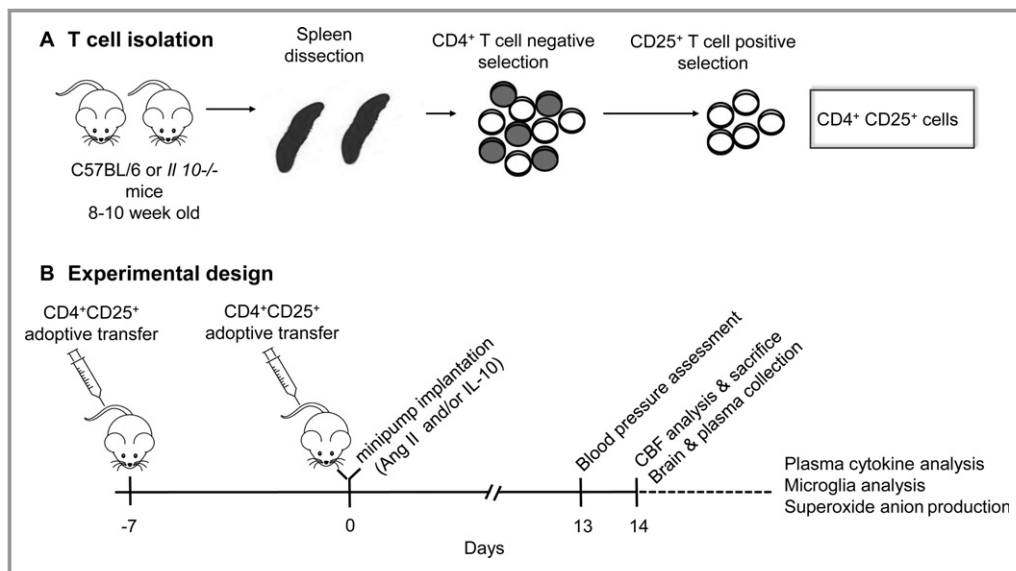 A T cell isolation
Spleen
dissection
CD4⁺ T cell negative
selection
CD25⁺ T cell positive
selection
CD4⁺ CD25⁺ cells
C57BL/6 or Il 10-/-
mice
8-10 week old
B Experimental design
CD4⁺CD25⁺
adoptive transfer
CD4⁺CD25⁺
adoptive transfer
minipump implantation
(Ang II and/or IL-10)
Blood pressure assessment
CBF analysis & sacrifice
Brain & plasma collection
Plasma cytokine analysis
Microglia analysis
Superoxide anion production
-7
0
13
14
Days